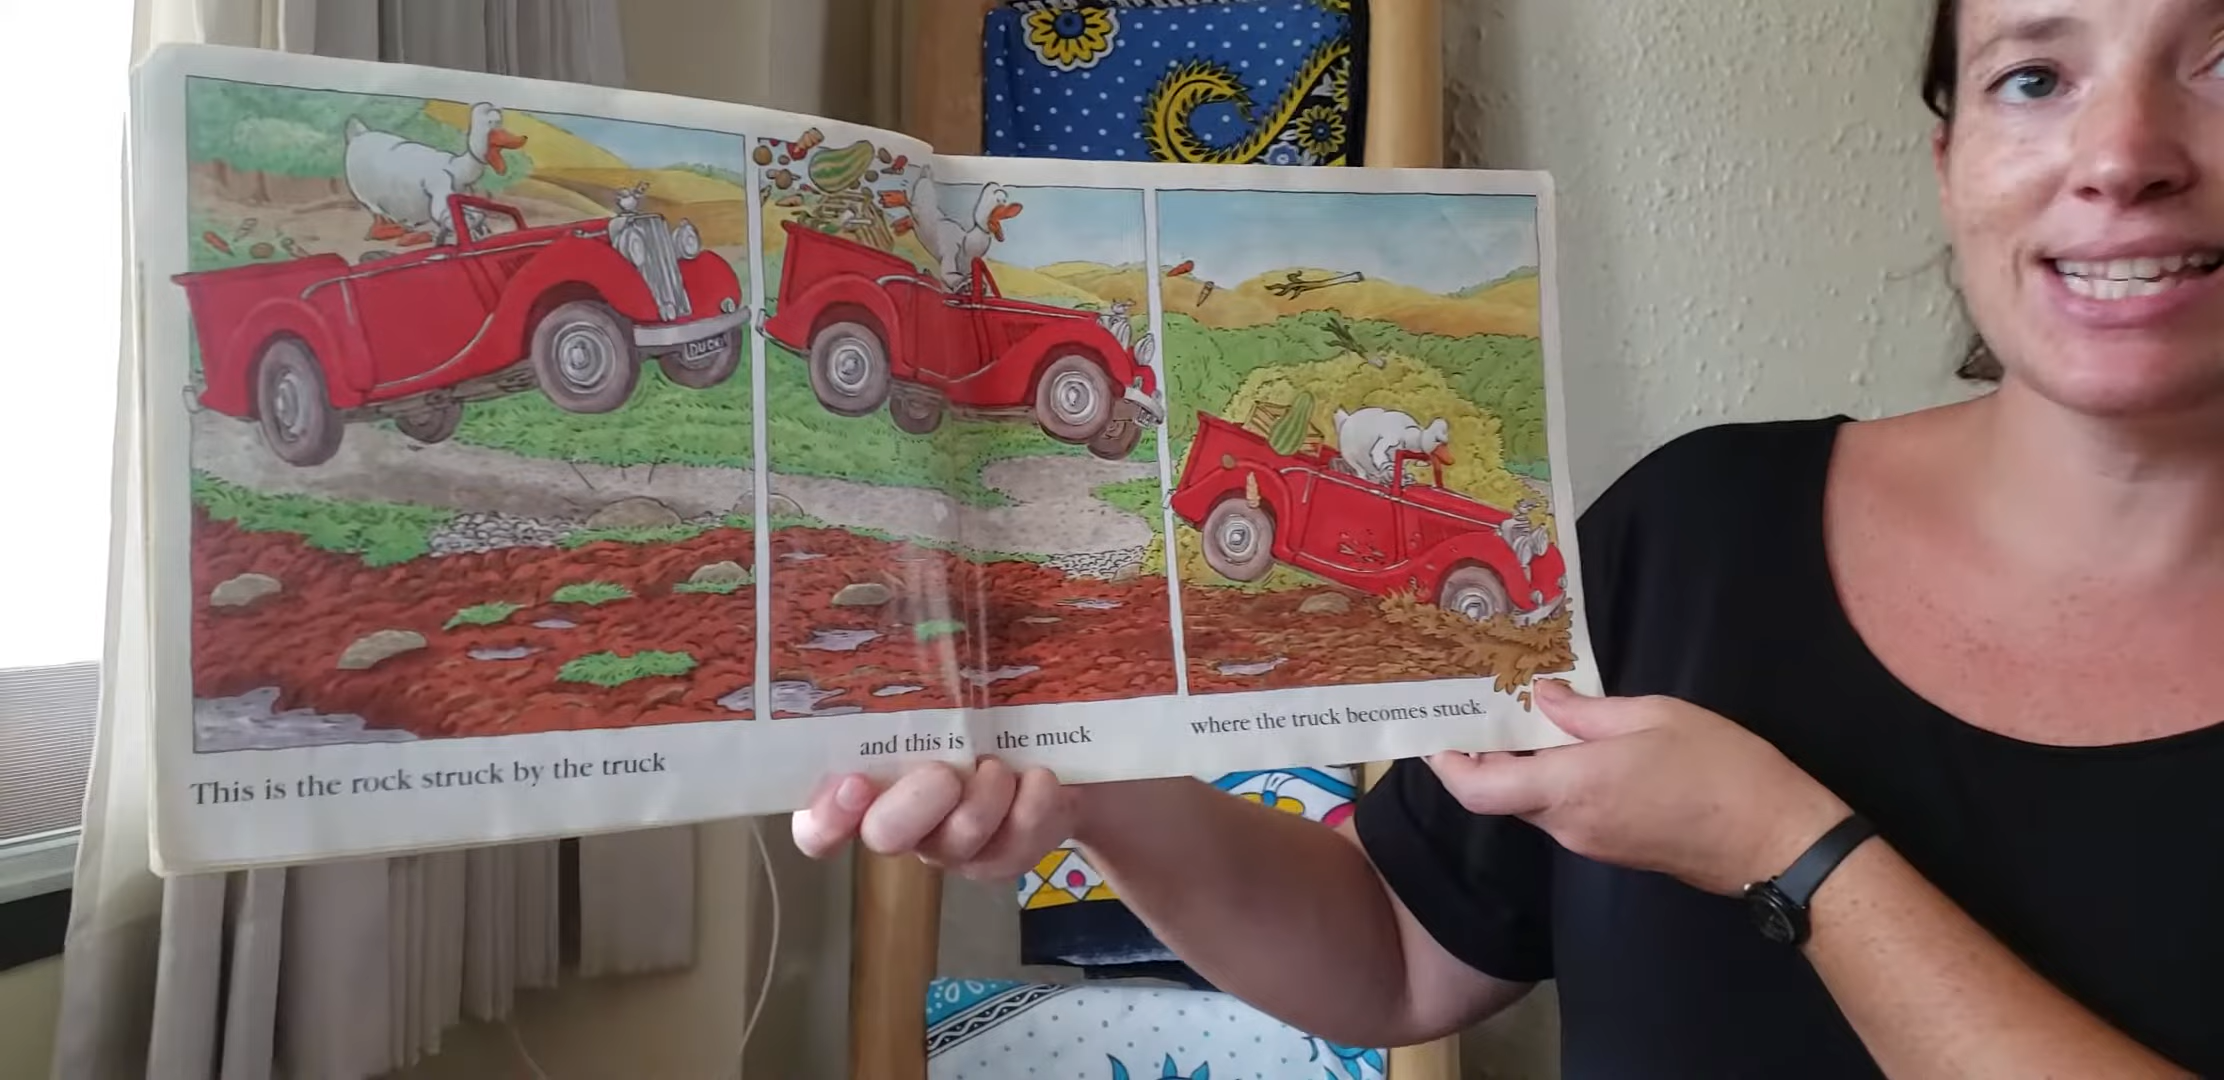 DUCK
This is the rock struck by the truck
and this is the muck
where the truck becomes stuck.